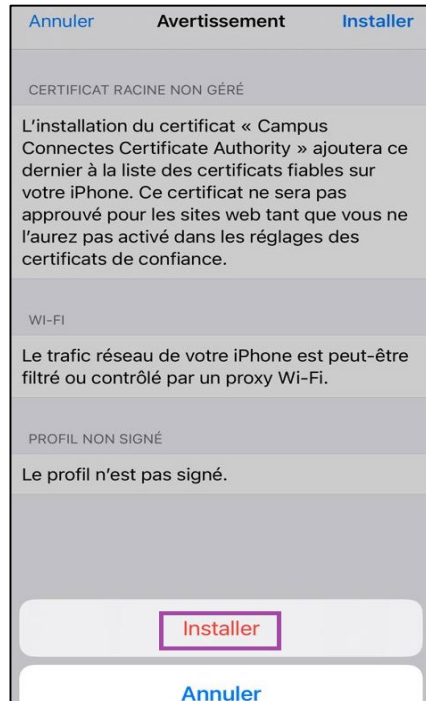 Annuler Avertissement Installer
CERTIFICAT RACINE NON GÉRÉ
L'installation du certificat « Campus
Connectes Certificate Authority » ajoutera ce
dernier à la liste des certificats fiables sur
votre iPhone. Ce certificat ne sera pas
approuvé pour les sites web tant que vous ne
l'aurez pas activé dans les réglages des
certificats de confiance.
WI-FI
Le trafic réseau de votre iPhone est peut-être
filtré ou contrôlé par un proxy Wi-Fi.
PROFIL NON SIGNÉ
Le profil n'est pas signé.
Installer
Annuler